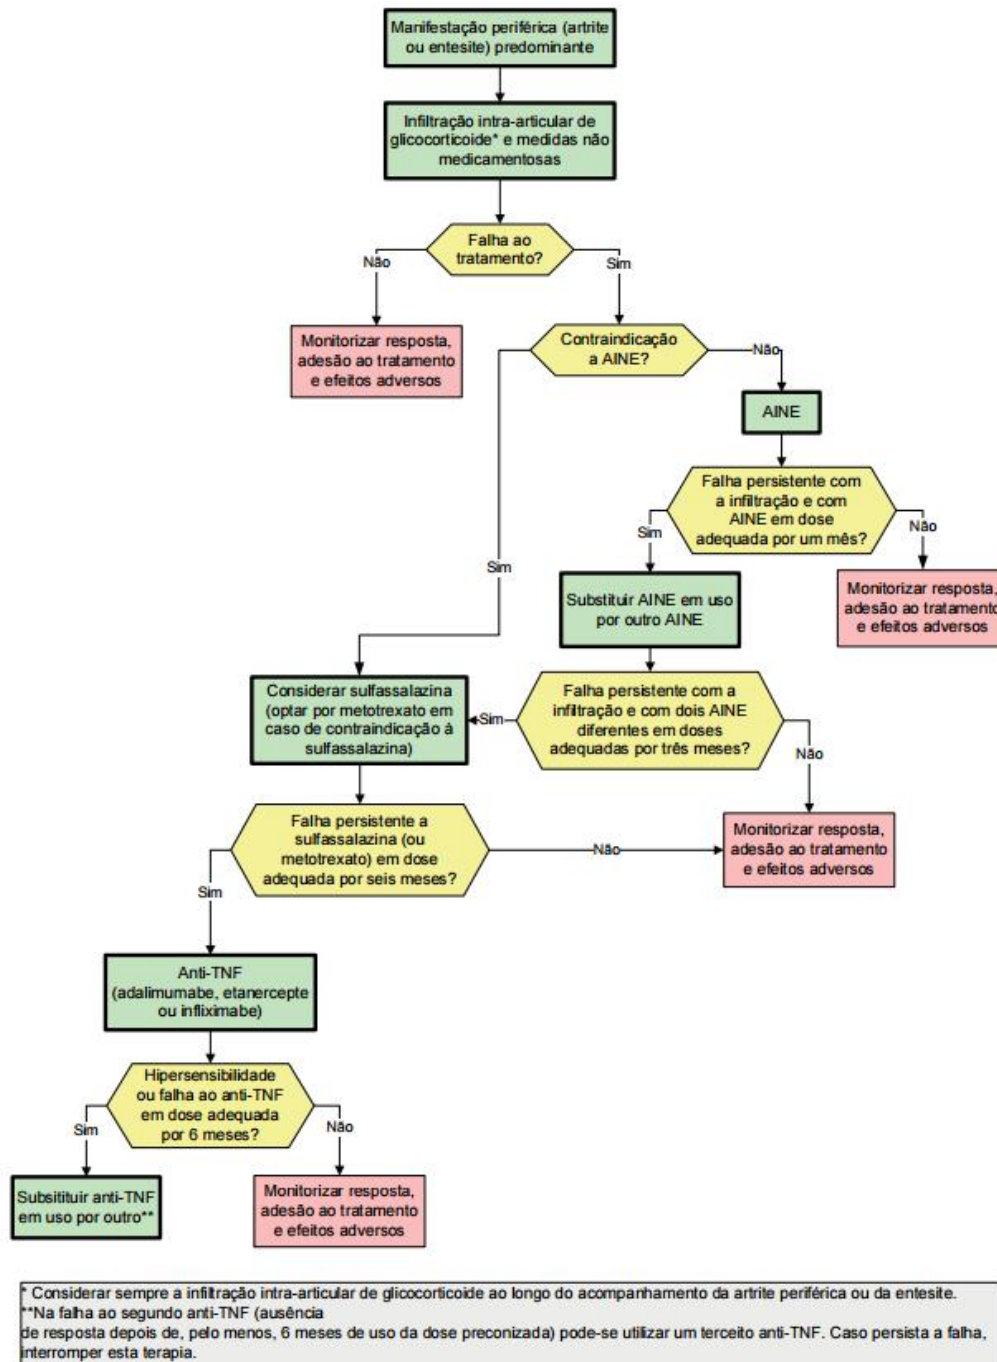 Manifestação periférica (artrite
ou entesite) predominante
Infiltração intra-articular de
glicocorticoide* e medidas não
medicamentosas
Falha ao
tratamento?
Não
Sim
Monitorizar resposta,
adesão ao tratamento
e efeitos adversos
Contraindicação
a AINE?
Não
AINE
Falha persistente com
a infiltração e com
AINE em dose
adequada por um mês?
Sim
Não
Sim
Substituir AINE em uso
por outro AINE
Monitorizar resposta,
adesão ao tratamento
e efeitos adversos
Considerar sulfassalazina
(optar por metotrexato em
caso de contraindicação à
sulfassalazina)
Sim
Falha persistente com a
infiltração e com dois AINE
diferentes em doses
adequadas por três meses?
Não
Falha persistente a
sulfassalazina (ou
metotrexato) em dose
adequada por seis meses?
Não
Monitorizar resposta,
adesão ao tratamento
e efeitos adversos
Sim
Anti-TNF
(adalimumabe, etanercepte
ou infliximabe)
Hipersensibilidade
ou falha ao anti-TNF
em dose adequada
por 6 meses?
Sim
Não
Subsitituir anti-TNF
em uso por outro**
Monitorizar resposta,
adesão ao tratamento
e efeitos adversos
* Considerar sempre a infiltração intra-articular de glicocorticoide ao longo do acompanhamento da artrite periférica ou da entesite.
**Na falha ao segundo anti-TNF (ausência
de resposta depois de, pelo menos, 6 meses de uso da dose preconizada) pode-se utilizar um terceito anti-TNF. Caso persista a falha,
interromper esta terapia.